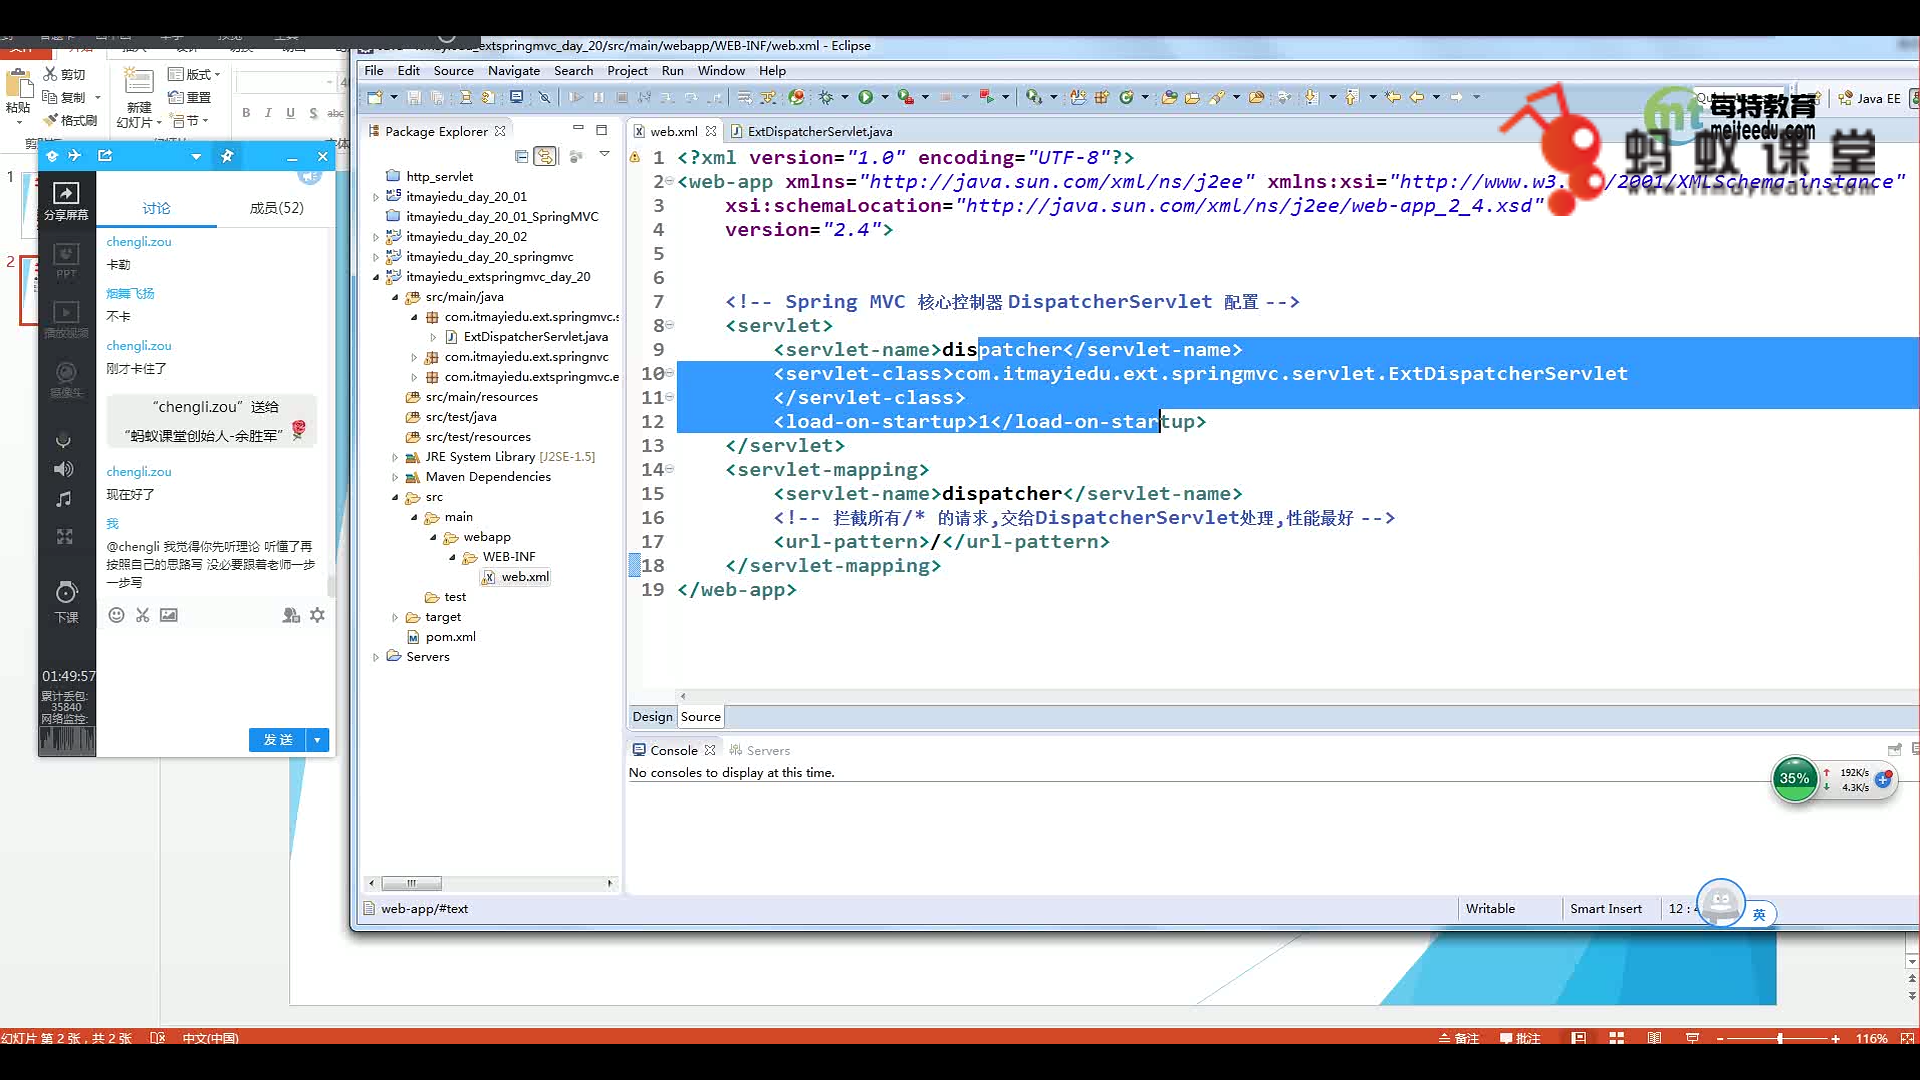 itmayiedu_extspringmvc_day_20/src/main/webapp/WEB-INF/web.xml - Eclipse
File Edit Source Navigate Search Project Run Window Help
剪切
复制
格式刷
粘贴
新建
幻灯片
版式
重置
节
Java EE
每特教育
meiteedu.com
蚂蚁课堂
Package Explorer
http_servlet
itmayiedu_day_20_01
itmayiedu_day_20_01_SpringMVC
itmayiedu_day_20_02
itmayiedu_day_20_springmvc
itmayiedu_extspringmvc_day_20
src/main/java
com.itmayiedu.ext.springmvc.s
ExtDispatcherServlet.java
com.itmayiedu.ext.springnvc
com.itmayiedu.extspringmvc.e
src/main/resources
src/test/java
src/test/resources
JRE System Library [J2SE-1.5]
Maven Dependencies
src
main
webapp
WEB-INF
web.xml
test
target
pom.xml
Servers
web.xml
ExtDispatcherServlet.java
1 <?xml version="1.0" encoding="UTF-8"?>
2 <web-app xmlns="http://java.sun.com/xml/ns/j2ee" xmlns:xsi="http://www.w3. /2001/XMLSchema-instance"
3 xsi:schemaLocation="http://java.sun.com/xml/ns/j2ee/web-app_2_4.xsd"
4 version="2.4">
5
6
7 <!-- Spring MVC 核心控制器 DispatcherServlet 配置 -->
8 <servlet>
9 <servlet-name>dispatcher</servlet-name>
10 <servlet-class>com.itmayiedu.ext.springmvc.servlet.ExtDispatcherServlet
11 </servlet-class>
12 <load-on-startup>1</load-on-startup>
13 </servlet>
14 <servlet-mapping>
15 <servlet-name>dispatcher</servlet-name>
16 <!-- 拦截所有/* 的请求,交给DispatcherServlet处理,性能最好 -->
17 <url-pattern>/</url-pattern>
18 </servlet-mapping>
19 </web-app>
Design Source
Console Servers
No consoles to display at this time.
35%
192K/s
4.3K/s
web-app/#text
Writable
Smart Insert
12 :
英
讨论
成员(52)
分享屏幕
PPT
播放视频
摄像头
chengli.zou
卡勒
烟舞飞扬
不卡
chengli.zou
刚才卡住了
“chengli.zou”送给
“蚂蚁课堂创始人-余胜军”
chengli.zou
现在好了
我
@chengli 我觉得你先听理论 听懂了再
按照自己的思路写 没必要跟着老师一步
一步写
下课
01:49:57
累计丢包:
35840
网络监控:
发送
1
2
幻灯片 第 2 张，共 2 张
中文(中国)
备注
批注
116%